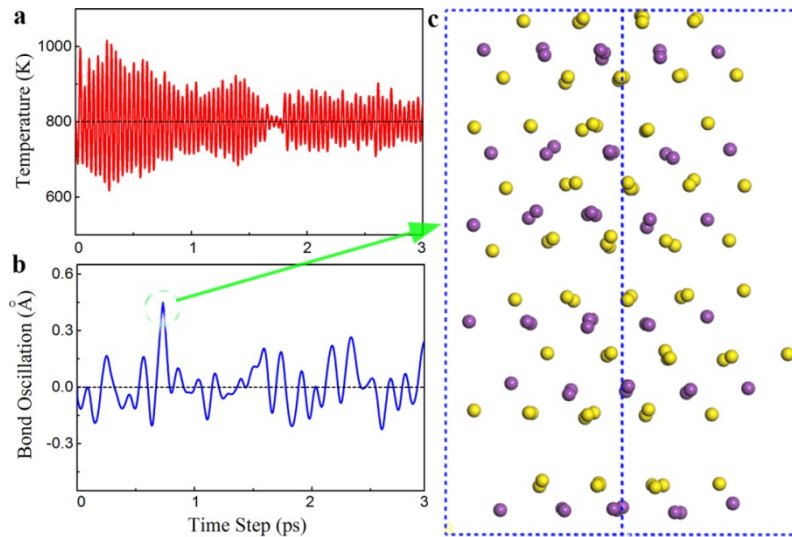 a
Temperature (K)
1000
800
600
0 1 2 3
b
Bond Oscillation (Å)
0.6
0.3
0.0
-0.3
0 1 2 3
Time Step (ps)
c